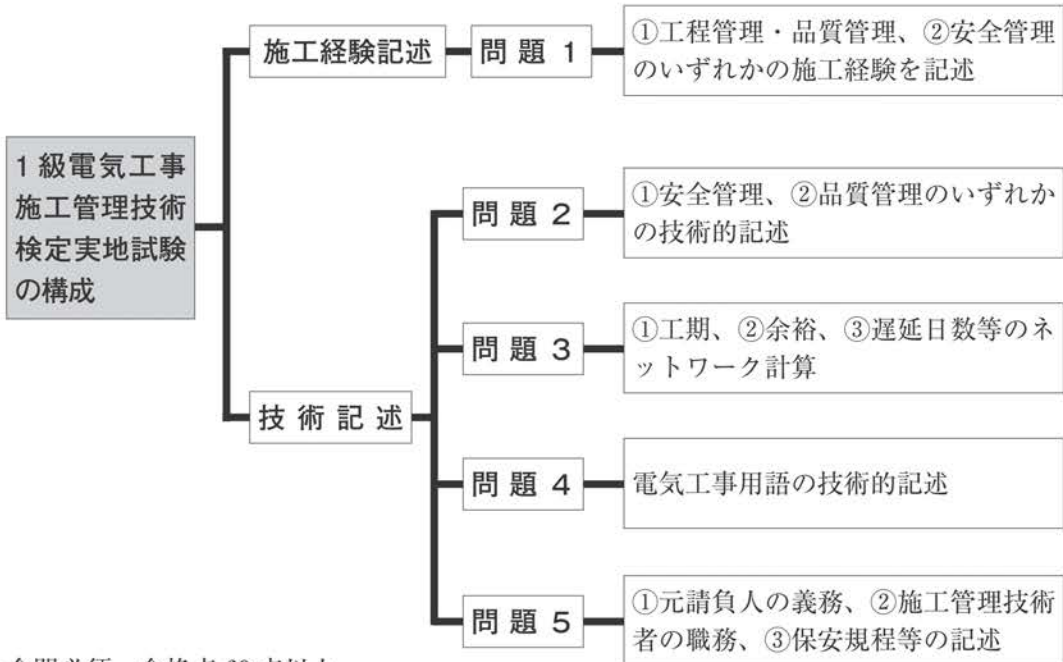 1級電気工事
施工管理技術
検定実地試験
の構成
施工経験記述
問題 1
①工程管理・品質管理、②安全管理
のいずれかの施工経験を記述
技術記述
問題 2
①安全管理、②品質管理のいずれか
の技術的記述
問題 3
①工期、②余裕、③遅延日数等のネ
ットワーク計算
問題 4
電気工事用語の技術的記述
問題 5
①元請負人の義務、②施工管理技術
者の職務、③保安規程等の記述